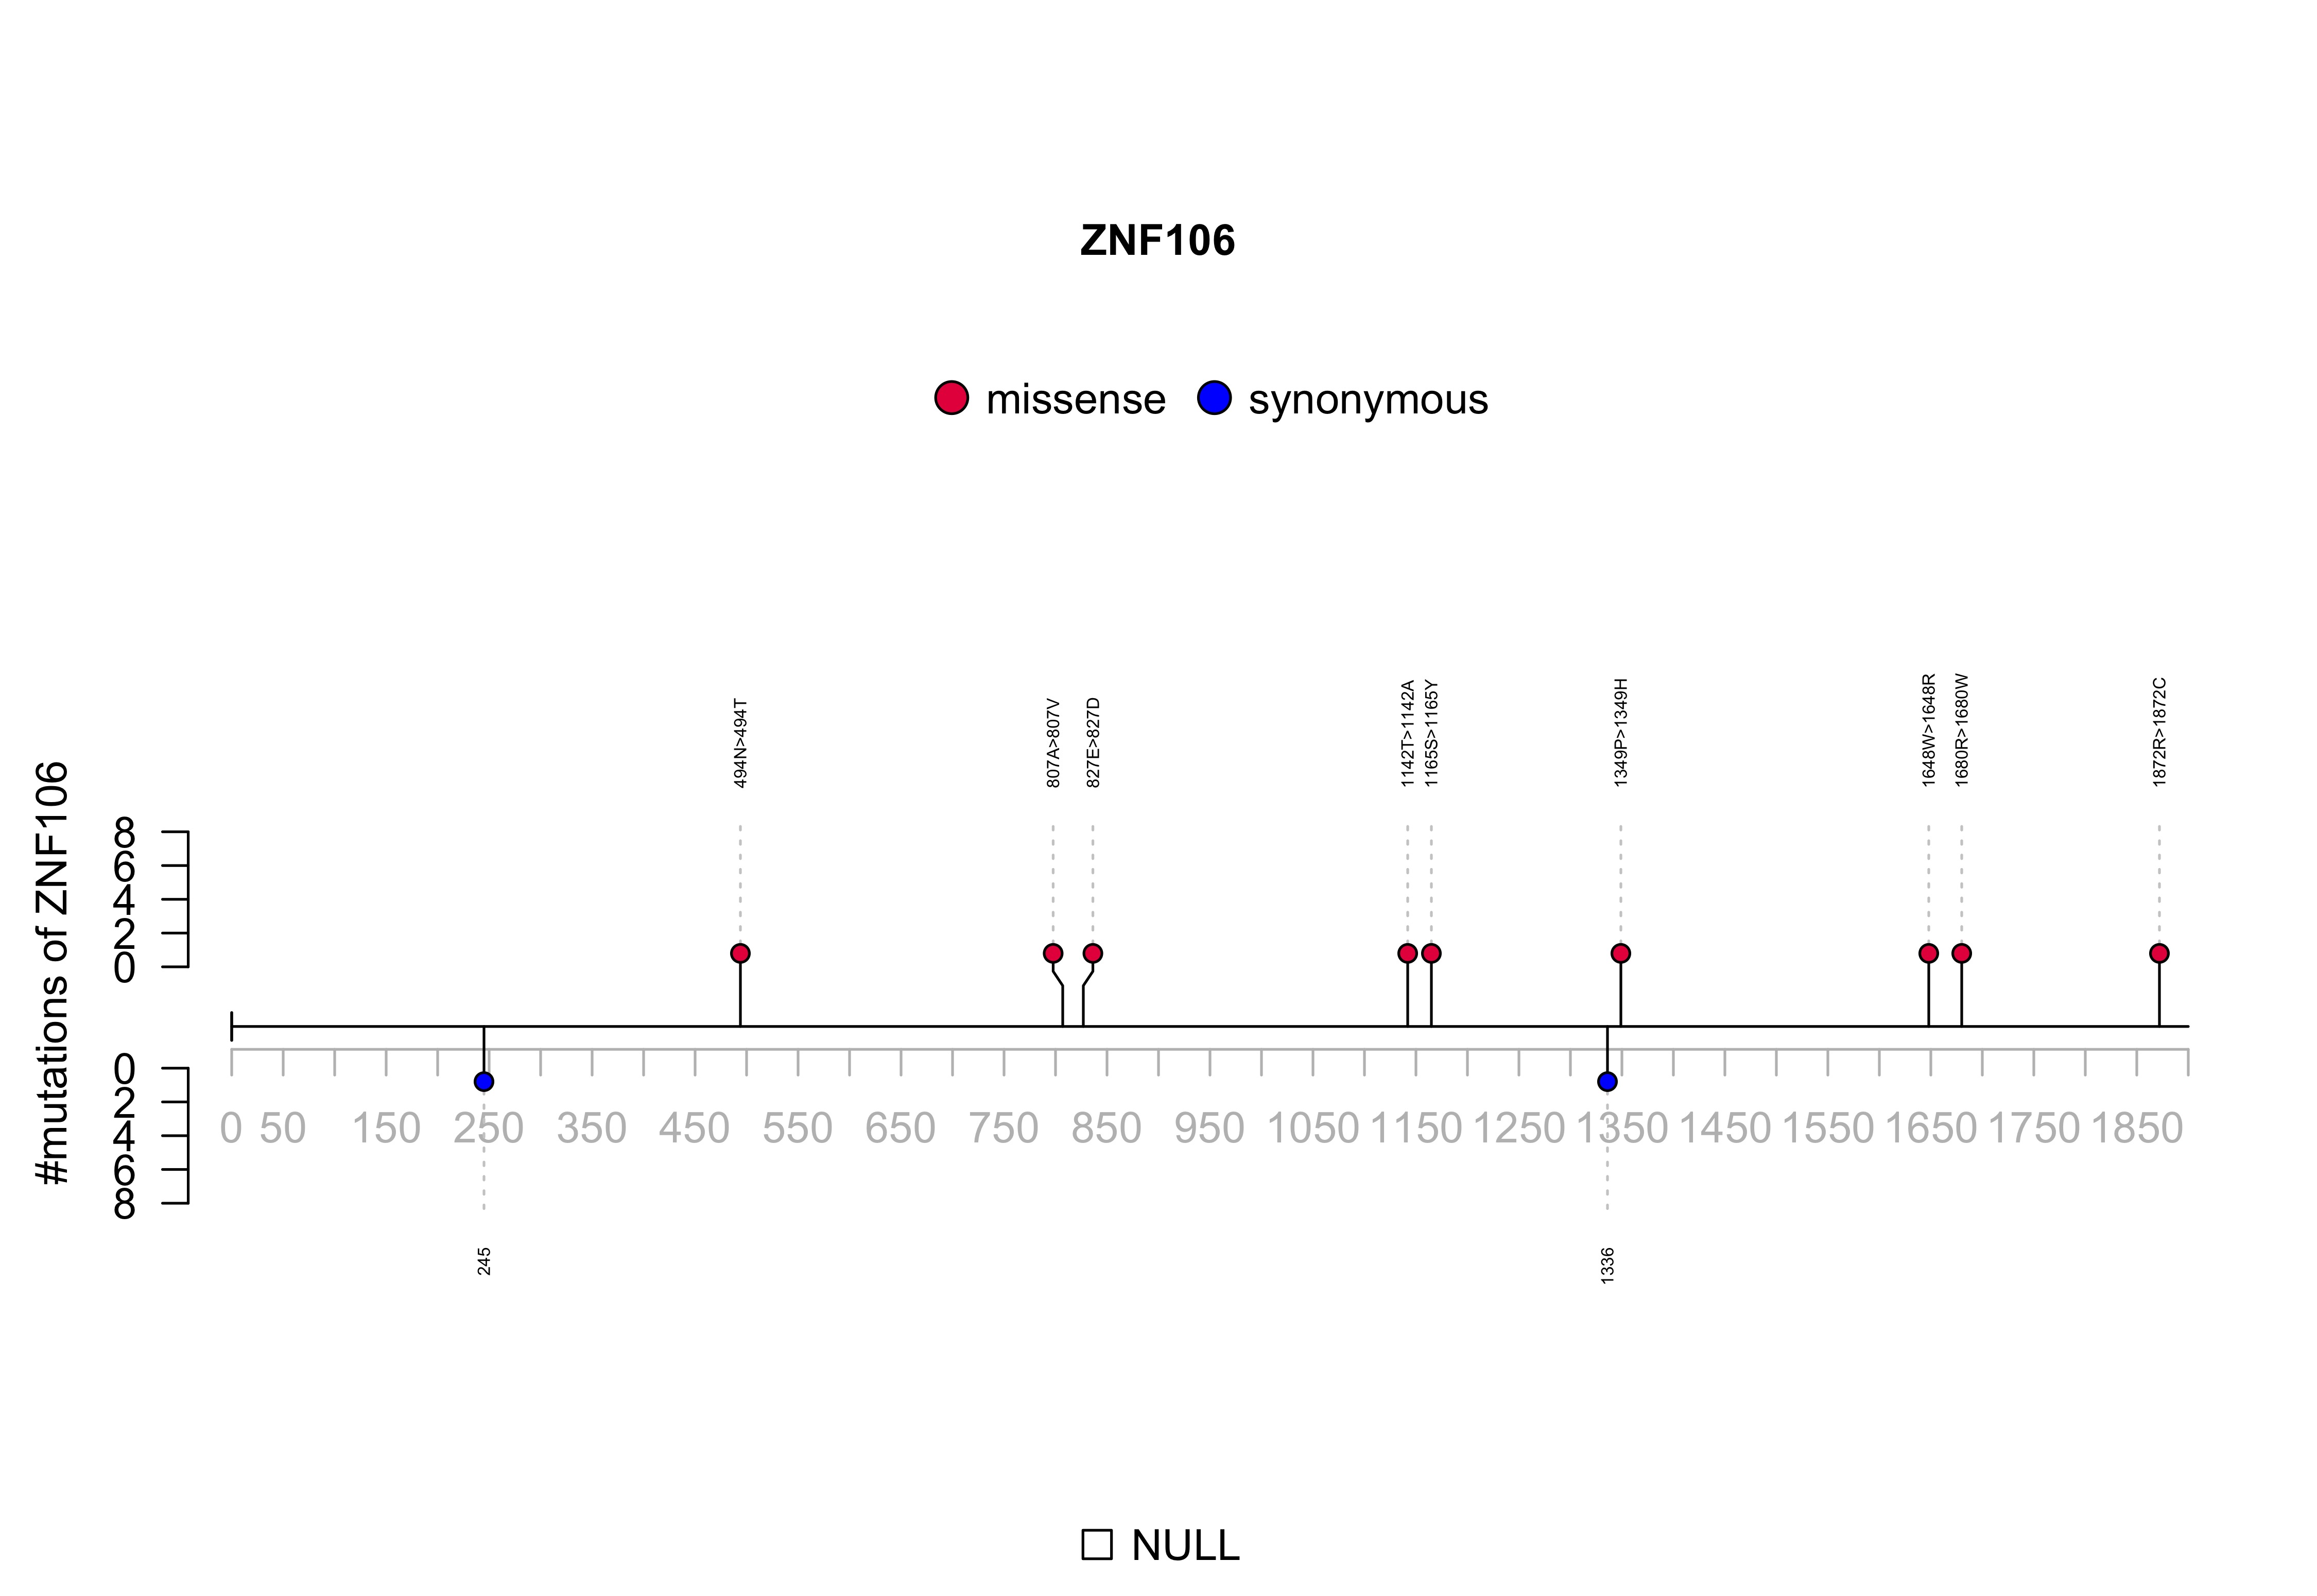 ZNF106
missense synonymous
494N>494T
807A>807V
827E>827D
1142T>1142A
1165S>1165Y
1349P>1349H
1648W>1648R
1680R>1680W
1872R>1872C
#mutations of ZNF106
8
6
4
2
0
0
2
4
6
8
0 50 150 250 350 450 550 650 750 850 950 1050 1150 1250 1350 1450 1550 1650 1750 1850
245
1336
NULL